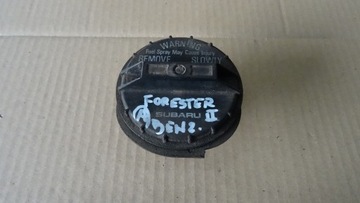 WARNING
Fuel Spray May Cause Injury
REMOVE SLOWLY
FORESTER
SUBARU II
BENZ.